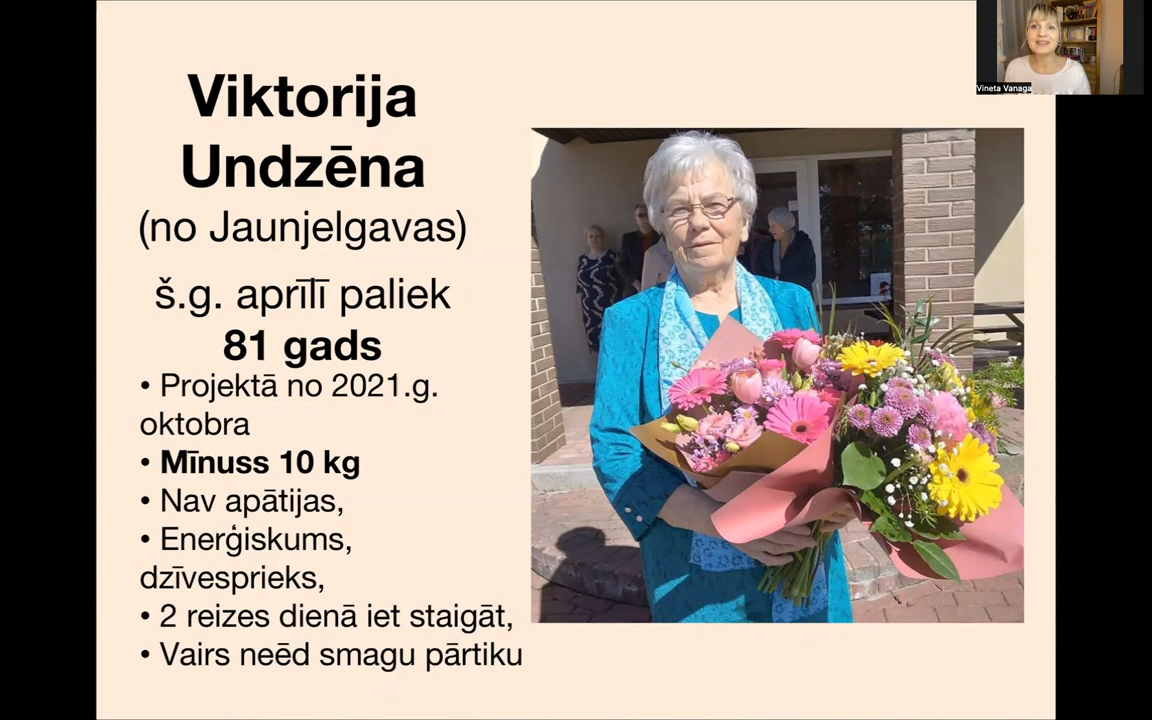 Viktorija
Undzēna
(no Jaunjelgavas)
š.g. aprīlī paliek
81 gads
• Projektā no 2021.g.
oktobra
• Mīnuss 10 kg
• Nav apātijas,
• Enerģiskums,
dzīvesprieks,
• 2 reizes dienā iet staigāt,
• Vairs neēd smagu pārtiku
Vineta Vanaga